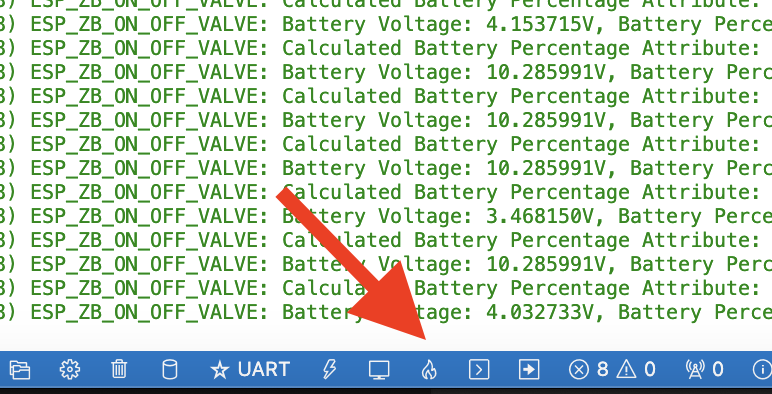 3) ESP_ZB_ON_OFF_VALVE: Calculated Battery Percentage Attribute:
3) ESP_ZB_ON_OFF_VALVE: Battery Voltage: 4.153715V, Battery Perce
3) ESP_ZB_ON_OFF_VALVE: Calculated Battery Percentage Attribute:
3) ESP_ZB_ON_OFF_VALVE: Battery Voltage: 10.285991V, Battery Perc
3) ESP_ZB_ON_OFF_VALVE: Calculated Battery Percentage Attribute:
3) ESP_ZB_ON_OFF_VALVE: Battery Voltage: 10.285991V, Battery Perc
3) ESP_ZB_ON_OFF_VALVE: Calculated Battery Percentage Attribute:
3) ESP_ZB_ON_OFF_VALVE: Battery Voltage: 10.285991V, Battery Perc
3) ESP_ZB_ON_OFF_VALVE: Calculated Battery Percentage Attribute:
3) ESP_ZB_ON_OFF_VALVE: Battery Voltage: 3.468150V, Battery Perce
3) ESP_ZB_ON_OFF_VALVE: Calculated Battery Percentage Attribute:
3) ESP_ZB_ON_OFF_VALVE: Battery Voltage: 10.285991V, Battery Perc
3) ESP_ZB_ON_OFF_VALVE: Calculated Battery Percentage Attribute:
3) ESP_ZB_ON_OFF_VALVE: Battery Voltage: 4.032733V, Battery Perce
UART 8 0 0